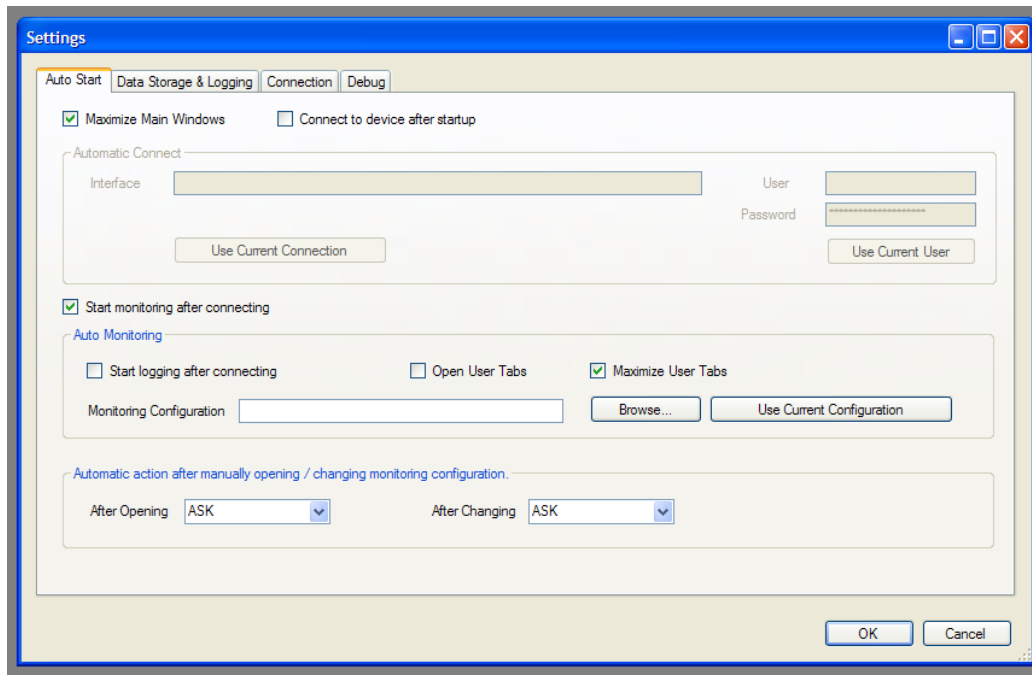 Settings
Auto Start Data Storage & Logging Connection Debug
Maximize Main Windows Connect to device after startup
Automatic Connect
Interface User
Password ********************
Use Current Connection Use Current User
Start monitoring after connecting
Auto Monitoring
Start logging after connecting Open User Tabs Maximize User Tabs
Monitoring Configuration Browse... Use Current Configuration
Automatic action after manually opening / changing monitoring configuration.
After Opening ASK After Changing ASK
OK Cancel